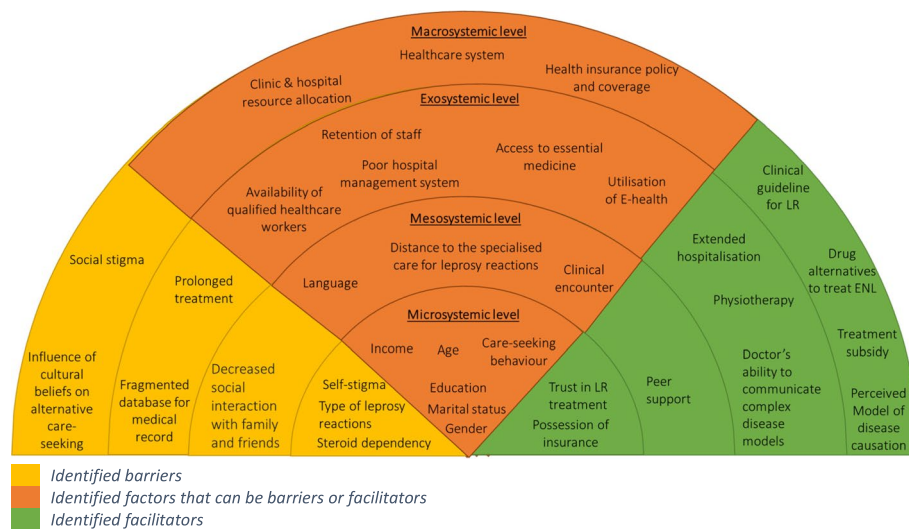 Macrosystemic level
Healthcare system
Clinic & hospital
resource allocation
Health insurance policy
and coverage
Exosystemic level
Retention of staff
Access to essential
medicine
Poor hospital
management system
Utilisation
of E-health
Availability of
qualified healthcare
workers
Mesosystemic level
Distance to the specialised
care for leprosy reactions
Language
Clinical
encounter
Microsystemic level
Income
Age
Care-seeking
behaviour
Education
Marital status
Gender
Social stigma
Influence of
cultural
beliefs on
alternative
care-
seeking
Prolonged
treatment
Fragmented
database for
medical
record
Decreased
social
interaction
with family
and friends
Self-stigma
Type of leprosy
reactions
Steroid dependency
Trust in LR
treatment
Possession of
insurance
Peer
support
Extended
hospitalisation
Physiotherapy
Doctor's
ability to
communicate
complex
disease
models
Clinical
guideline
for LR
Drug
alternatives
to treat ENL
Treatment
subsidy
Perceived
Model of
disease
causation
Identified barriers
Identified factors that can be barriers or facilitators
Identified facilitators